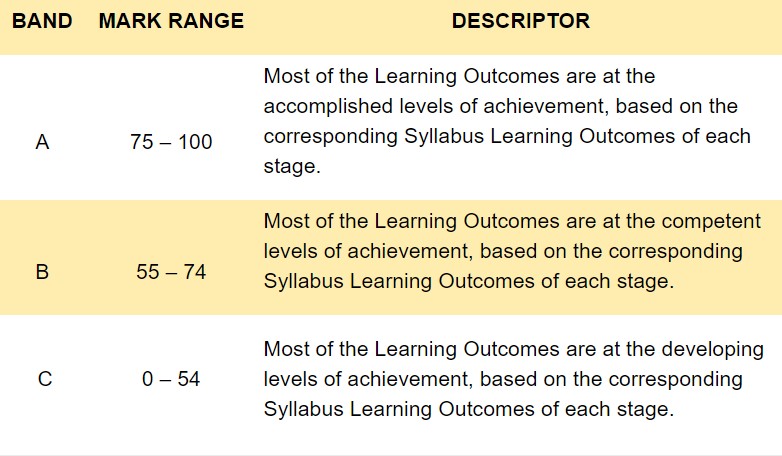 BAND MARK RANGE DESCRIPTOR
Most of the Learning Outcomes are at the
accomplished levels of achievement, based on the
A 75 – 100 corresponding Syllabus Learning Outcomes of each
stage.
Most of the Learning Outcomes are at the competent
levels of achievement, based on the corresponding
B 55 – 74 Syllabus Learning Outcomes of each stage.
Most of the Learning Outcomes are at the developing
C 0 – 54 levels of achievement, based on the corresponding
Syllabus Learning Outcomes of each stage.